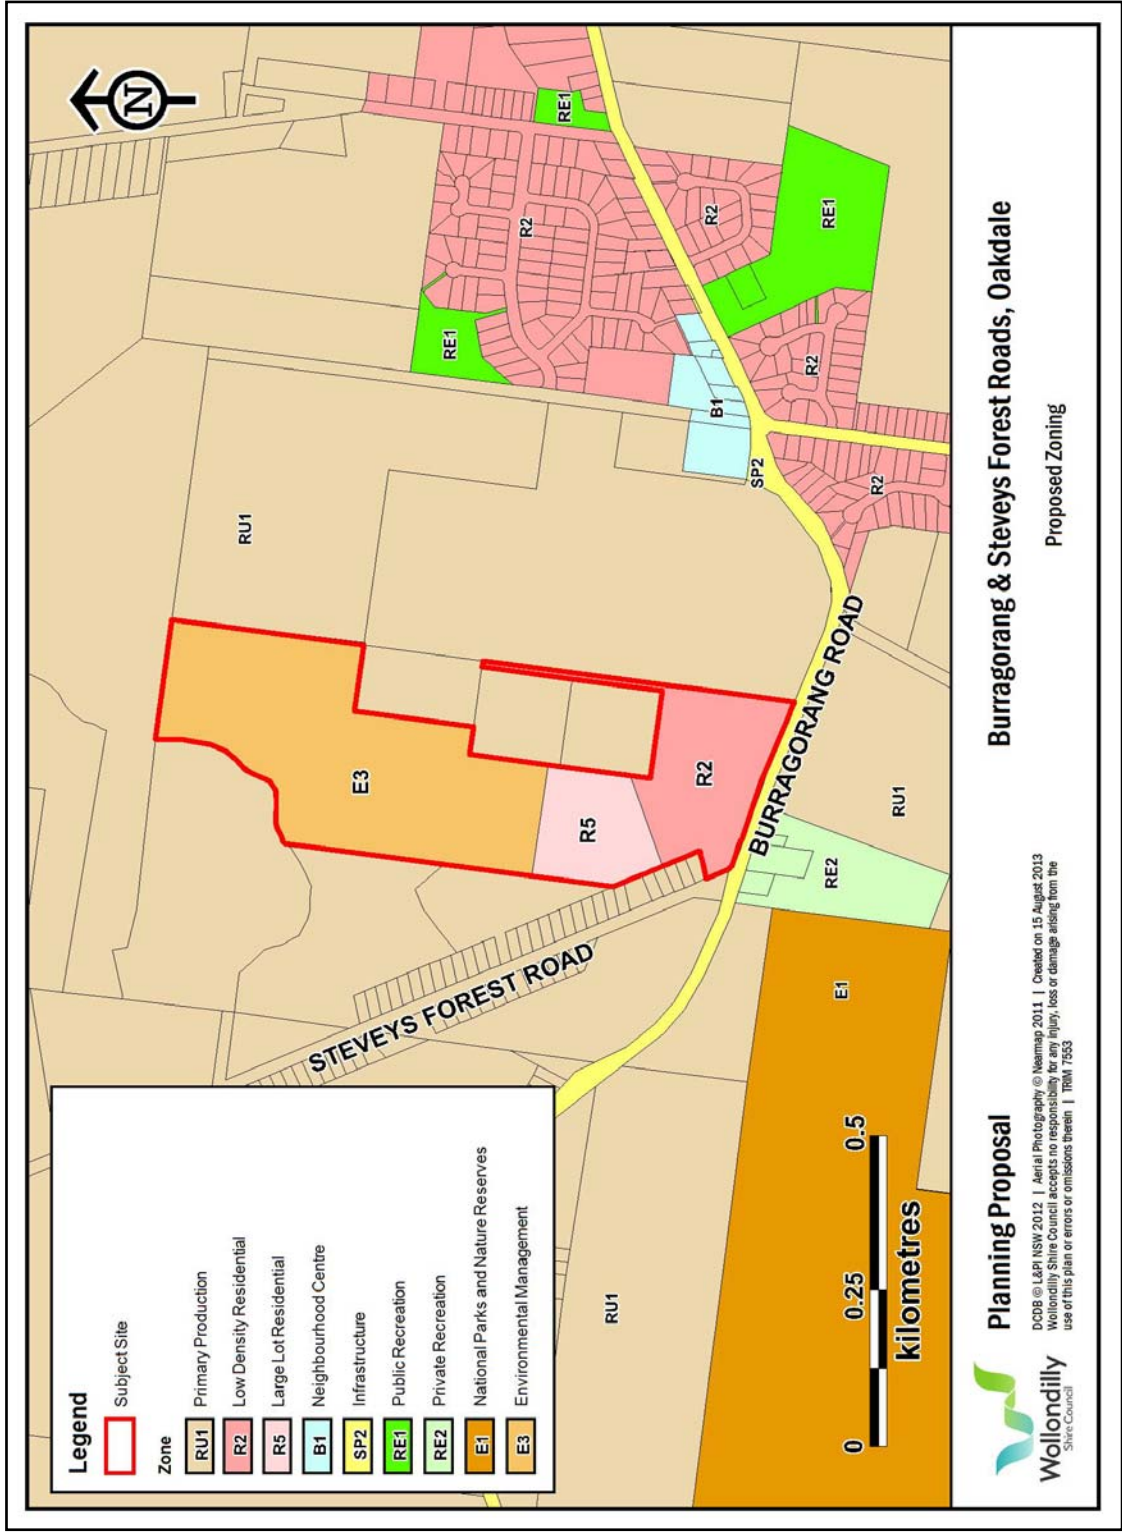 Legend
Subject Site
Zone
RU1 Primary Production
R2 Low Density Residential
R5 Large Lot Residential
B1 Neighbourhood Centre
SP2 Infrastructure
RE1 Public Recreation
RE2 Private Recreation
E1 National Parks and Nature Reserves
E3 Environmental Management
N
RU1
RE1
RE1
R2
E3
R5
R2
R2
RE1
R2
B1
SP2
R2
STEVEYS FOREST ROAD
BURRAGORANG ROAD
RU1
RE2
RU1
E1
0 0.25 0.5
kilometres
Wollondilly
Shire Council
Planning Proposal
DCDB © L&PI NSW 2012 | Aerial Photography © Nearmap 2011 | Created on 15 August 2013
Wollondilly Shire Council accepts no responsibility for any injury, loss or damage arising from the
use of this plan or errors or omissions therein | TRIM 7553
Burragorang & Steveys Forest Roads, Oakdale
Proposed Zoning